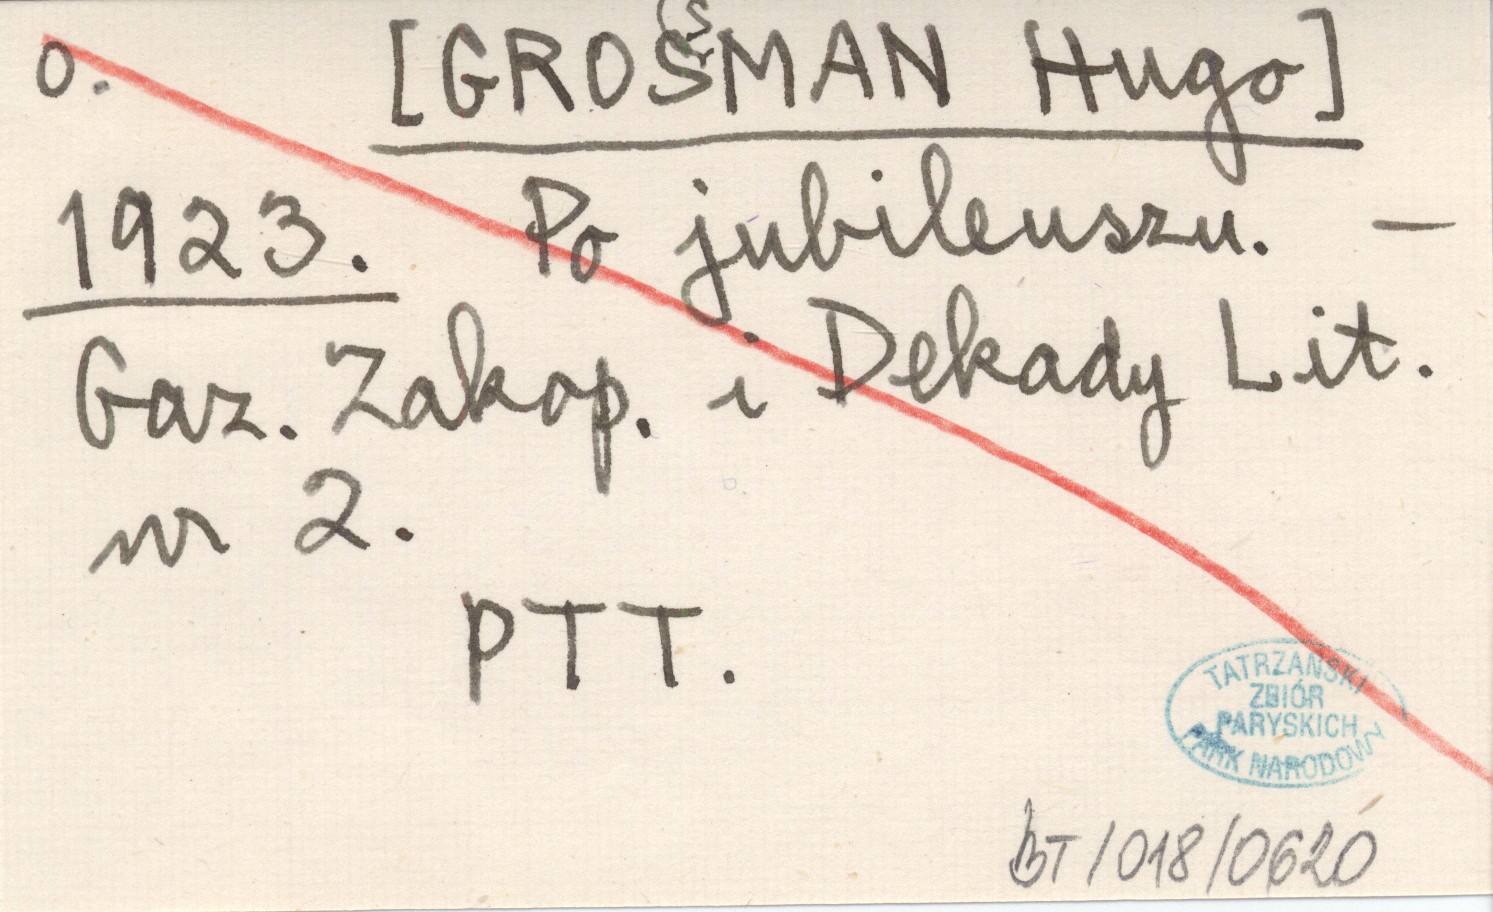 o. [GROSMAN Hugo]
1923. Po jubileuszu. —
Gaz. Zakop. i Dekady Lit.
nr 2.
PTT.
TATRZAŃSKI
ZBIÓR
PARYSKICH
PARK NARODOWY
BT/018/0620